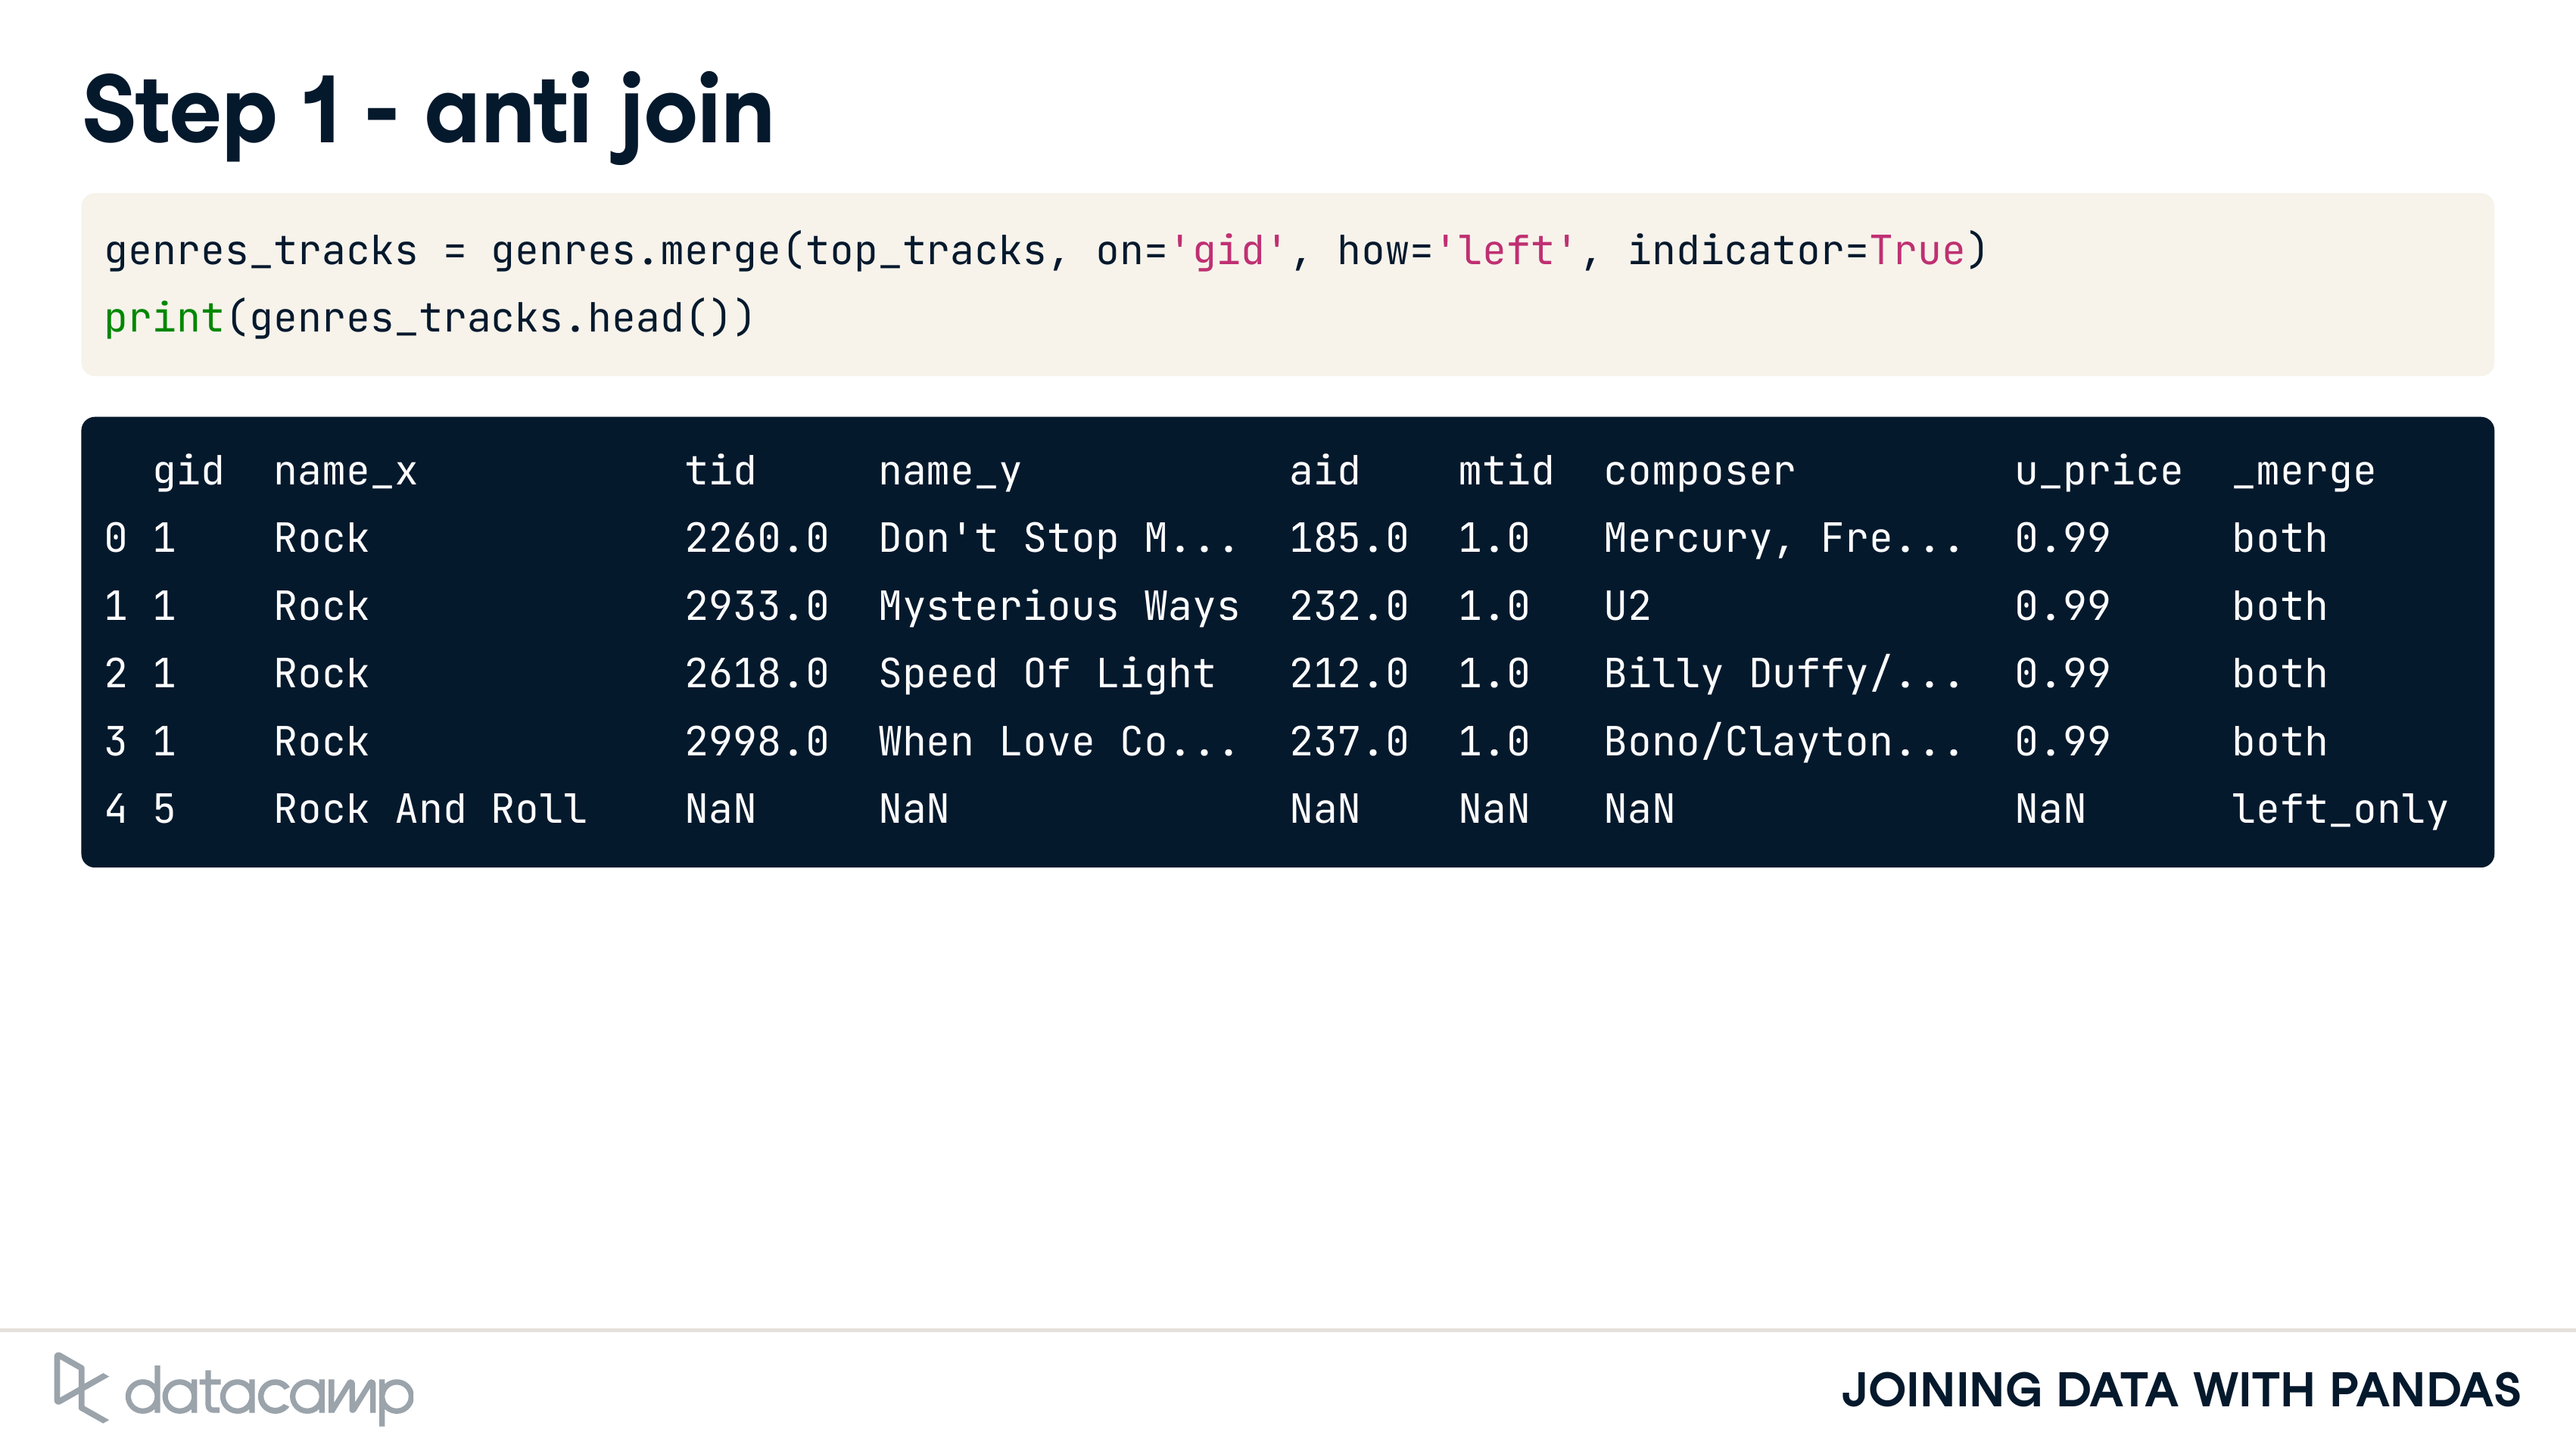 Step 1 - anti join
genres_tracks = genres.merge(top_tracks, on='gid', how='left', indicator=True)
print(genres_tracks.head())
gid name_x tid name_y aid mtid composer u_price _merge
0 1 Rock 2260.0 Don't Stop M... 185.0 1.0 Mercury, Fre... 0.99 both
1 1 Rock 2933.0 Mysterious Ways 232.0 1.0 U2 0.99 both
2 1 Rock 2618.0 Speed Of Light 212.0 1.0 Billy Duffy/... 0.99 both
3 1 Rock 2998.0 When Love Co... 237.0 1.0 Bono/Clayton... 0.99 both
4 5 Rock And Roll NaN NaN NaN NaN NaN NaN left_only
datacamp
JOINING DATA WITH PANDAS